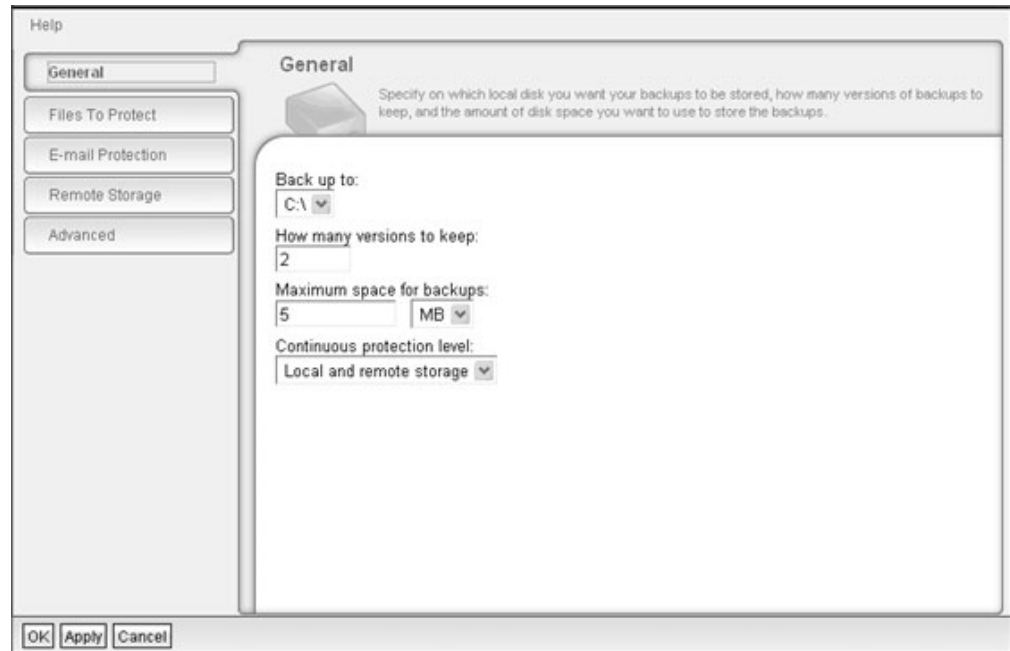 Help
General
Files To Protect
E-mail Protection
Remote Storage
Advanced
General
Specify on which local disk you want your backups to be stored, how many versions of backups to
keep, and the amount of disk space you want to use to store the backups.
Back up to:
C:\
How many versions to keep:
2
Maximum space for backups:
5 MB
Continuous protection level:
Local and remote storage
OK Apply Cancel